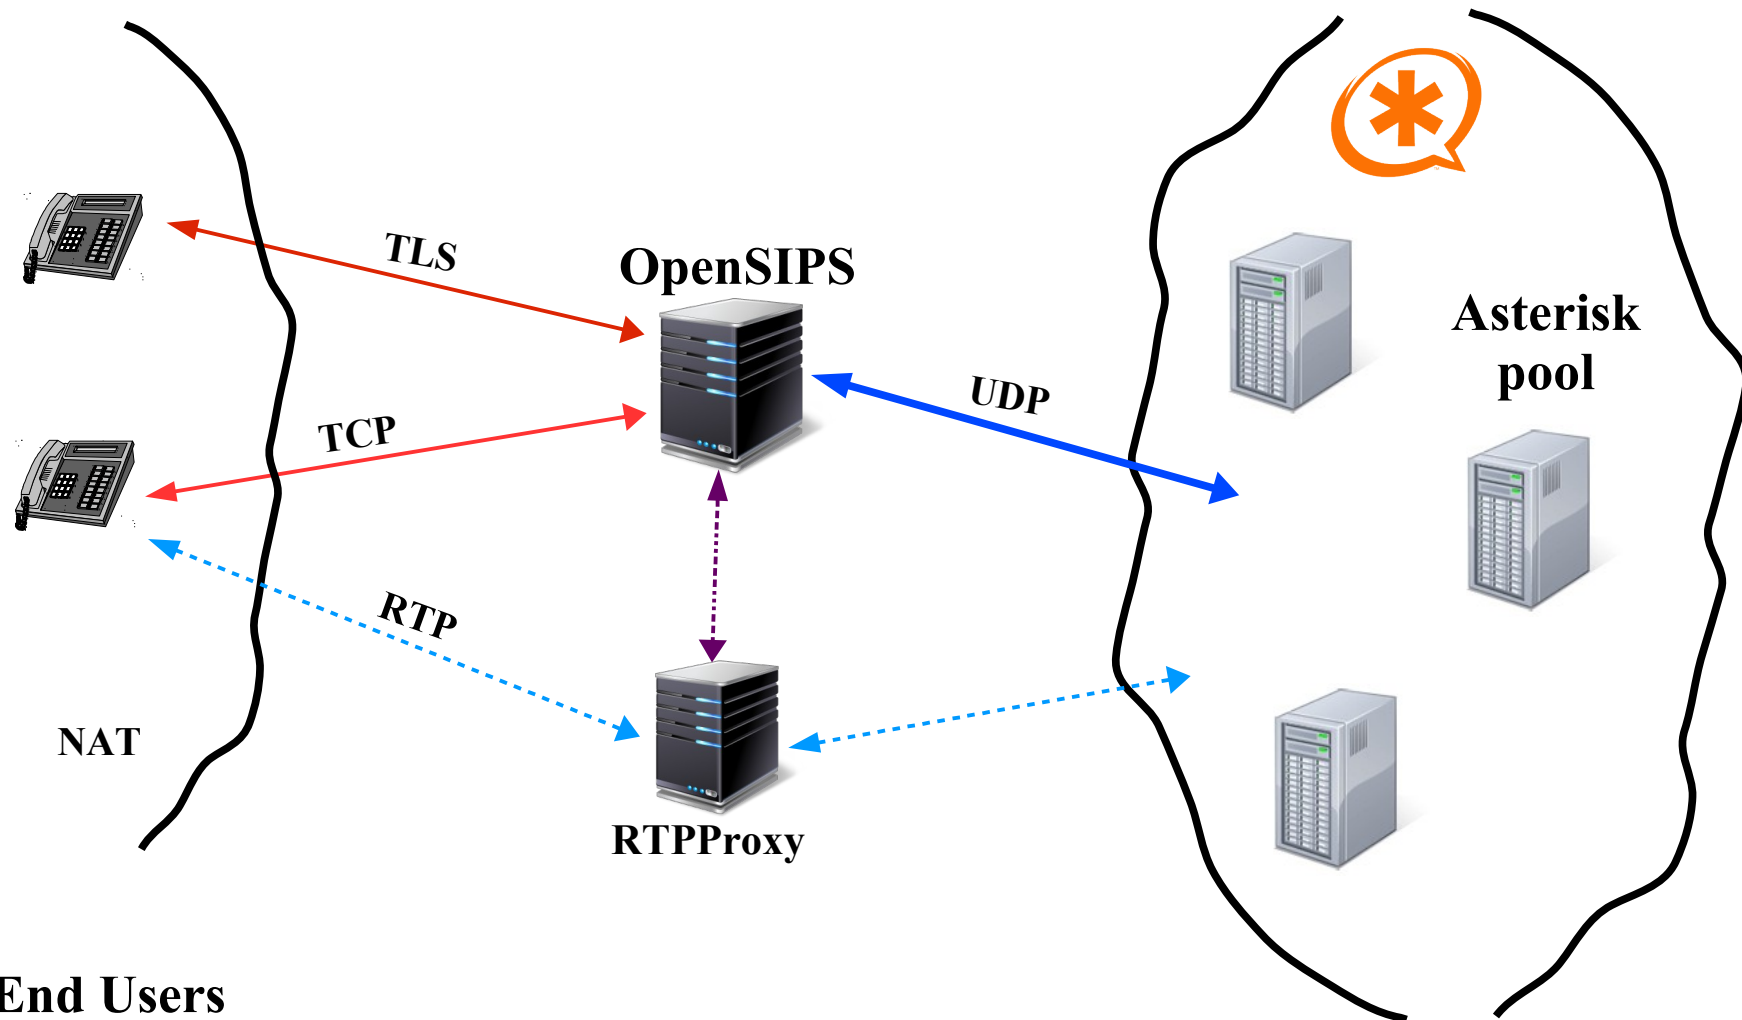 TLS
OpenSIPS
Asterisk
pool
UDP
TCP
RTP
NAT
RTPProxy
End Users